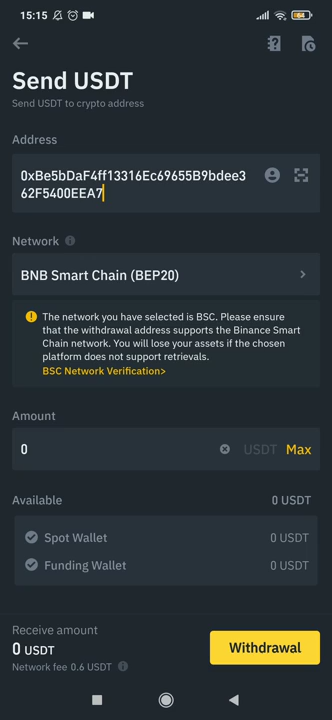 15:15
Send USDT
Send USDT to crypto address
Address
0xBe5bDaF4ff13316Ec69655B9bdee3
62F5400EEA7
Network
BNB Smart Chain (BEP20)
The network you have selected is BSC. Please ensure
that the withdrawal address supports the Binance Smart
Chain network. You will lose your assets if the chosen
platform does not support retrievals.
BSC Network Verification>
Amount
0 USDT Max
Available 0 USDT
Spot Wallet 0 USDT
Funding Wallet 0 USDT
Receive amount
0 USDT
Network fee 0.6 USDT
Withdrawal